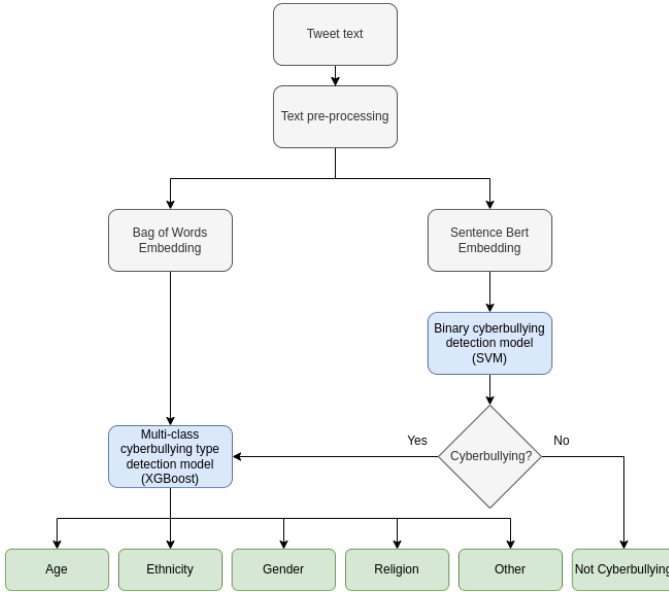 Tweet text
Text pre-processing
Bag of Words
Embedding
Sentence Bert
Embedding
Binary cyberbullying
detection model
(SVM)
Multi-class
cyberbullying type
detection model
(XGBoost)
Yes
Cyberbullying?
No
Age
Ethnicity
Gender
Religion
Other
Not Cyberbullying